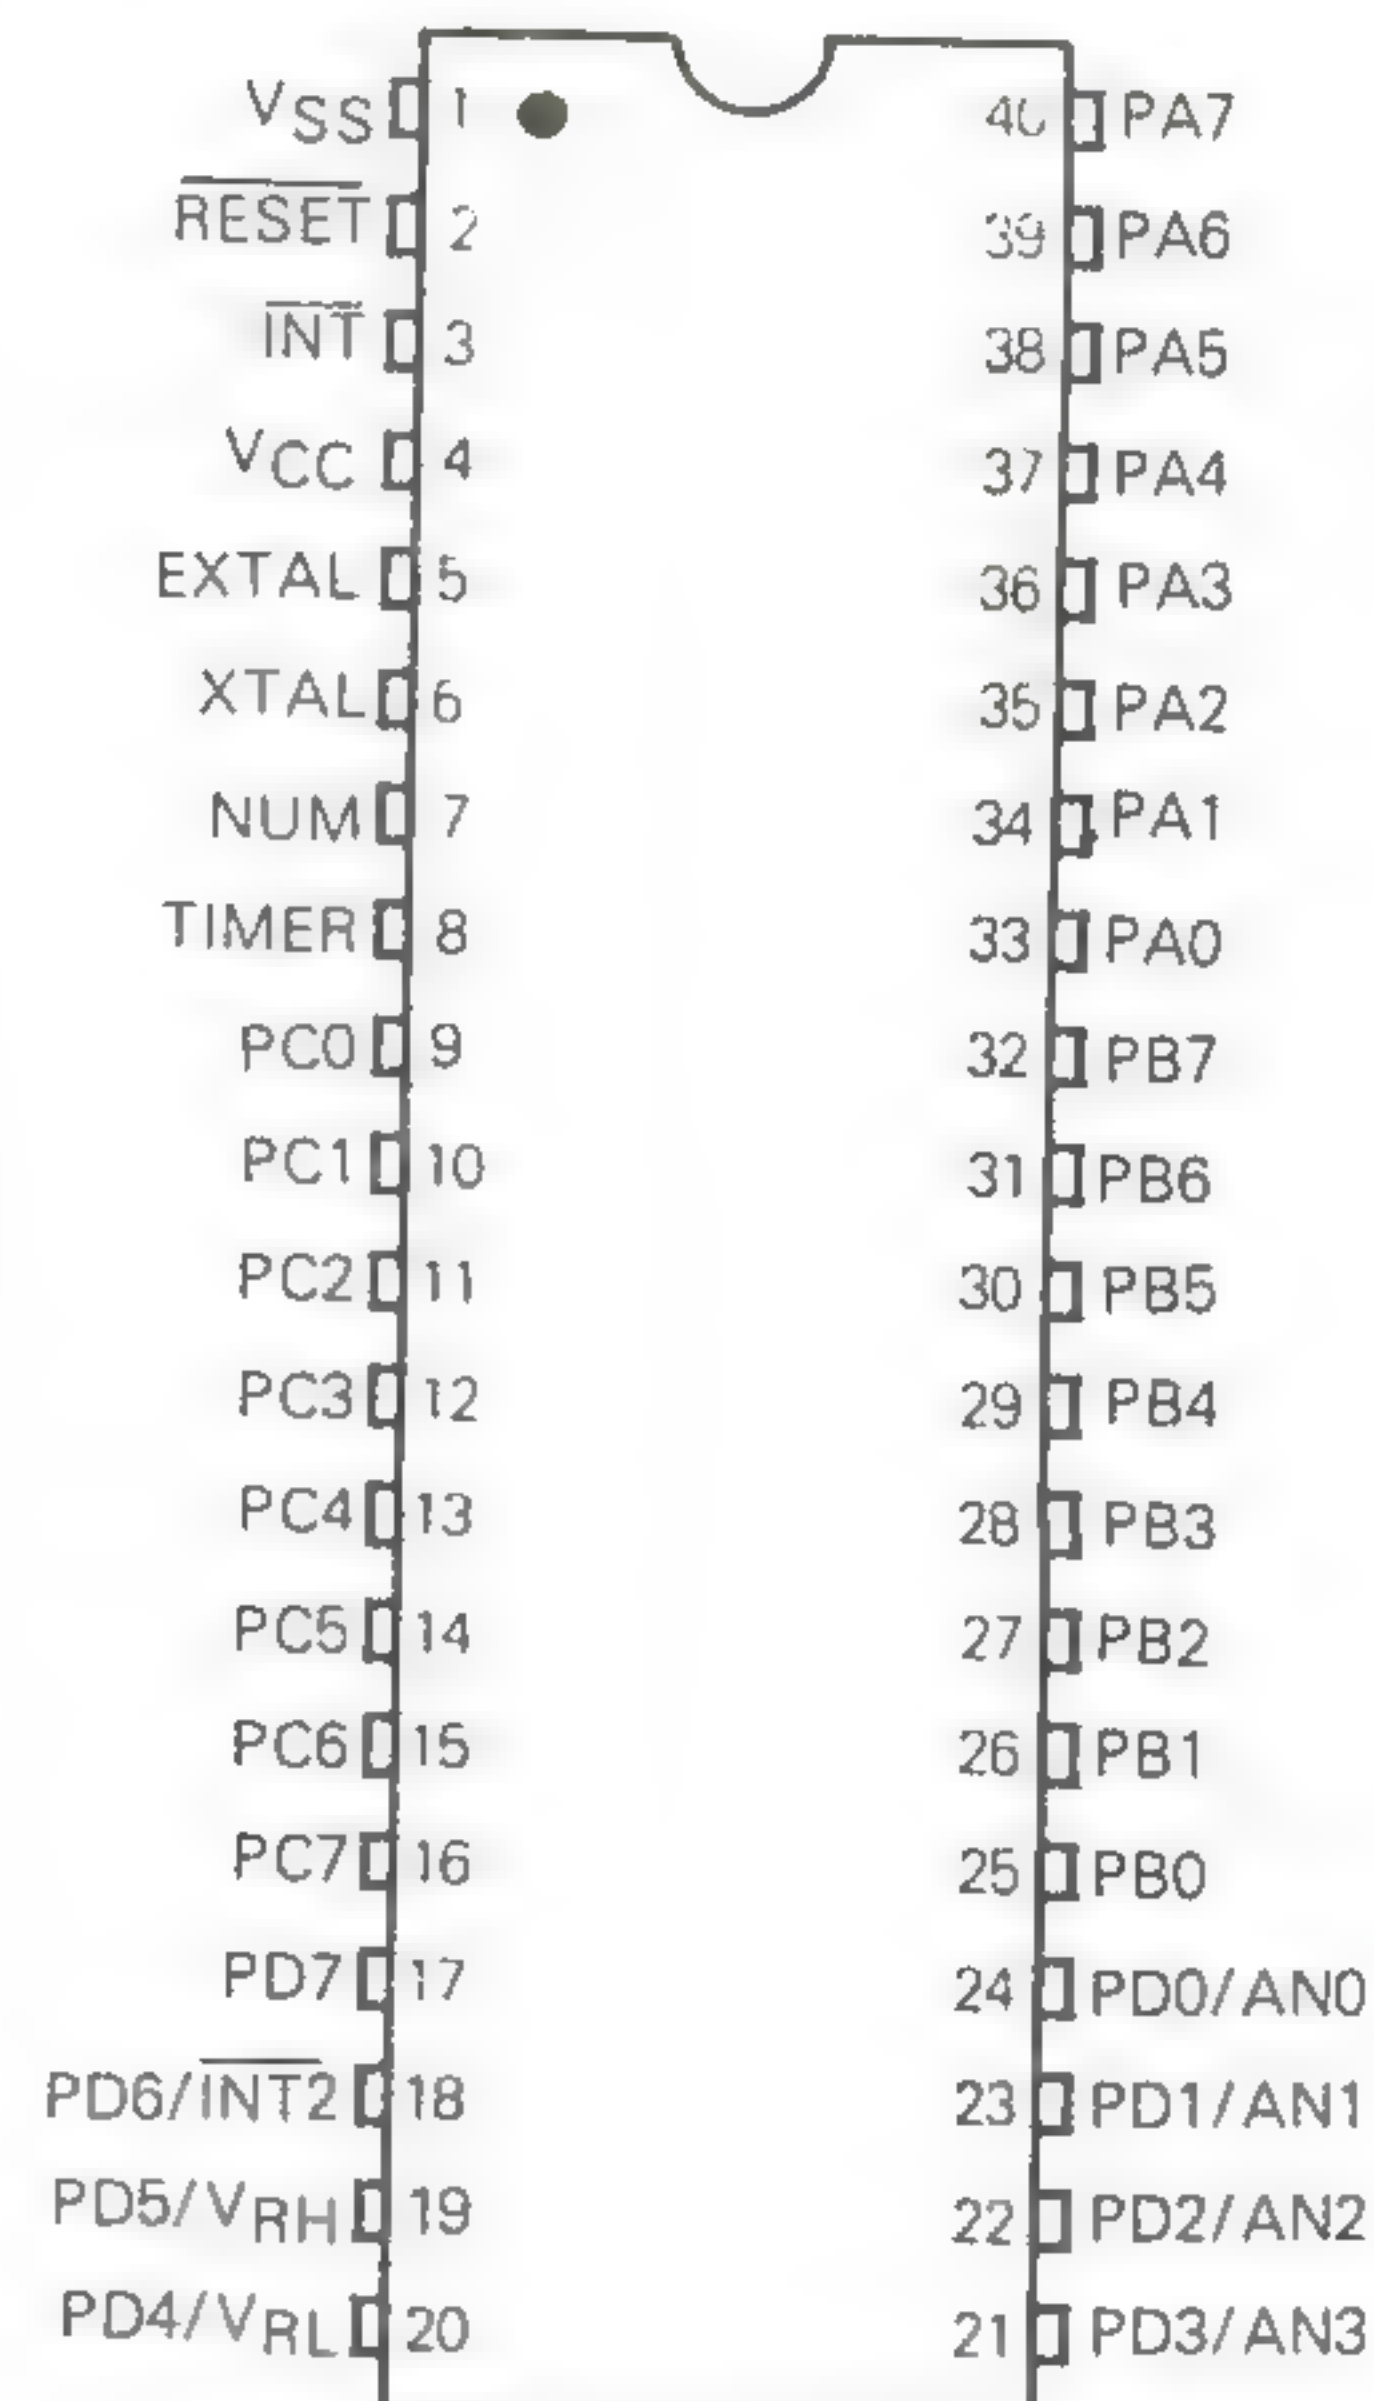 VSS 1 40 PA7
RESET 2 39 PA6
INT 3 38 PA5
VCC 4 37 PA4
EXTAL 5 36 PA3
XTAL 6 35 PA2
NUM 7 34 PA1
TIMER 8 33 PA0
PC0 9 32 PB7
PC1 10 31 PB6
PC2 11 30 PB5
PC3 12 29 PB4
PC4 13 28 PB3
PC5 14 27 PB2
PC6 15 26 PB1
PC7 16 25 PB0
PD7 17 24 PD0/AN0
PD6/INT2 18 23 PD1/AN1
PD5/VRH 19 22 PD2/AN2
PD4/VRL 20 21 PD3/AN3